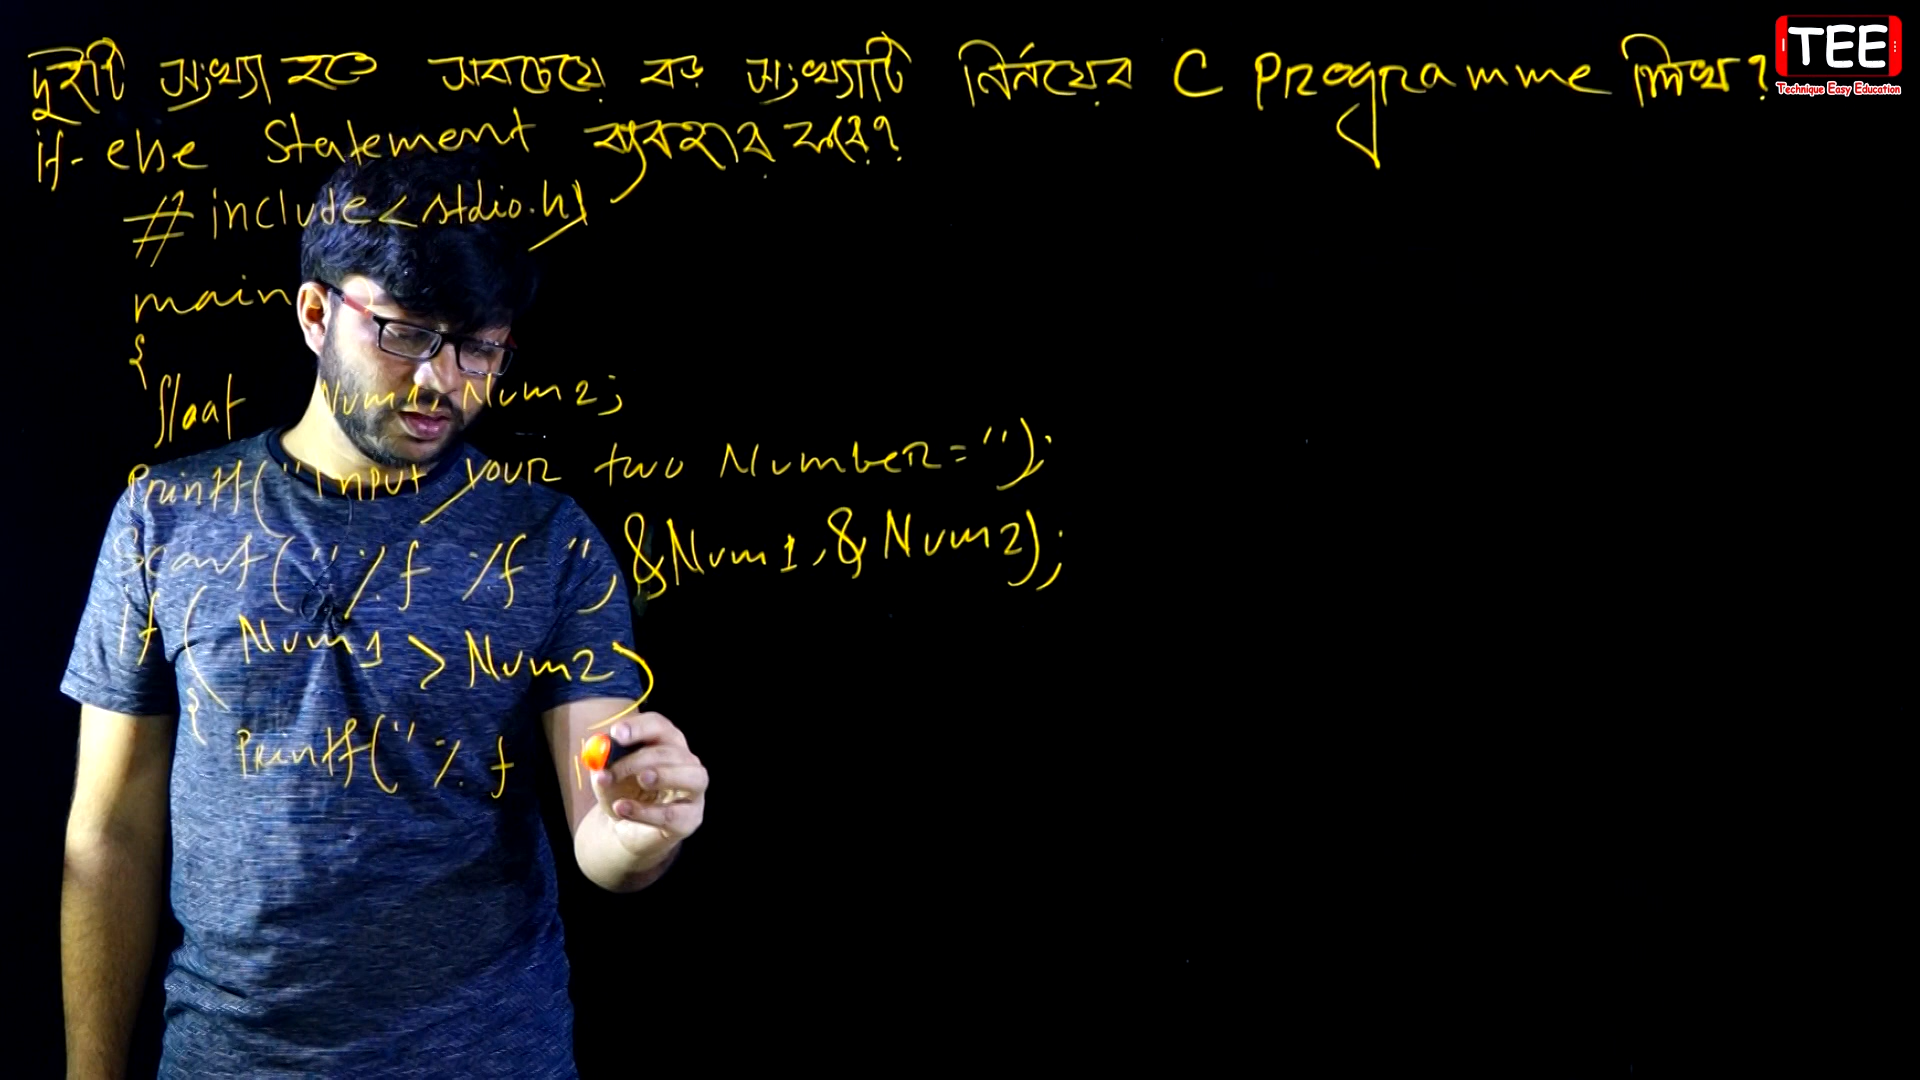 দুইটি সংখ্যা হতে সবচেয়ে বড় সংখ্যাটি নির্নয়ের C Programme লিখ?
if-else Statement ব্যবহার করে?
#include<stdio.h>
main
{
float Num1, Num2;
Printf("Input your two Number=");
Scanf("%f %f", &Num1, &Num2);
if (Num1 > Num2)
{
Printf("%f
TEE
Technique Easy Education